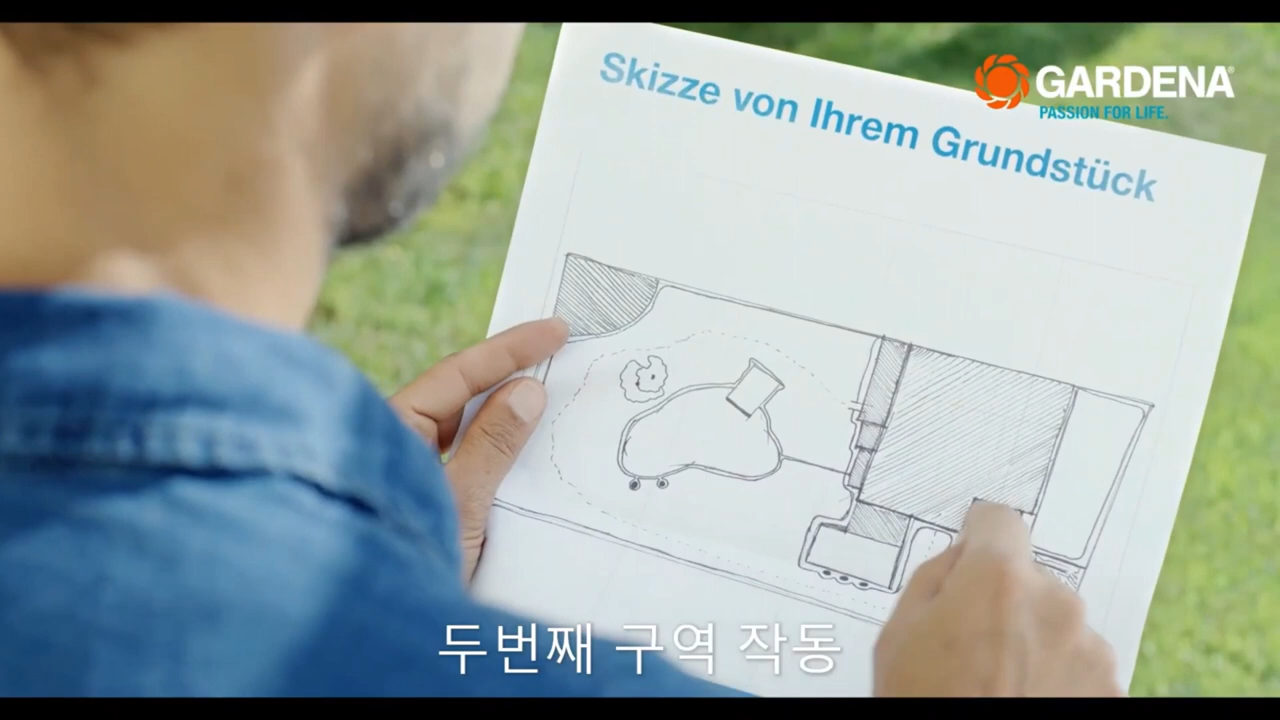 Skizze von Ihrem Grundstück
GARDENA®
PASSION FOR LIFE.
두번째 구역 작동